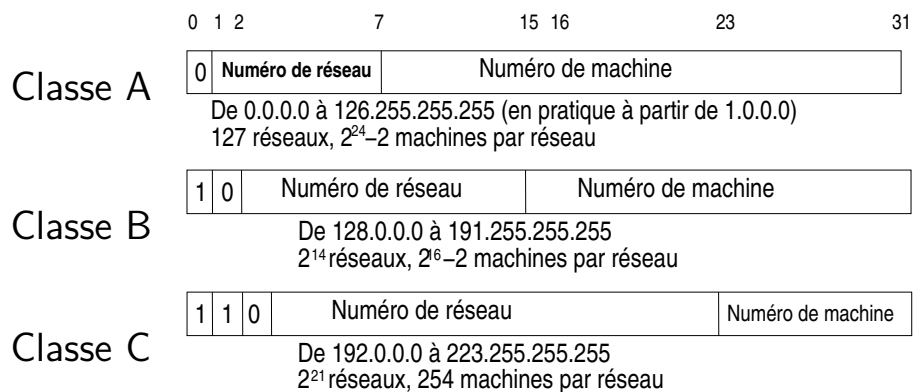 0 1 2 7 15 16 23 31
Classe A
0 Numéro de réseau Numéro de machine
De 0.0.0.0 à 126.255.255.255 (en pratique à partir de 1.0.0.0)
127 réseaux, 2²⁴–2 machines par réseau
Classe B
1 0 Numéro de réseau Numéro de machine
De 128.0.0.0 à 191.255.255.255
2¹⁴ réseaux, 2¹⁶–2 machines par réseau
Classe C
1 1 0 Numéro de réseau Numéro de machine
De 192.0.0.0 à 223.255.255.255
2²¹ réseaux, 254 machines par réseau